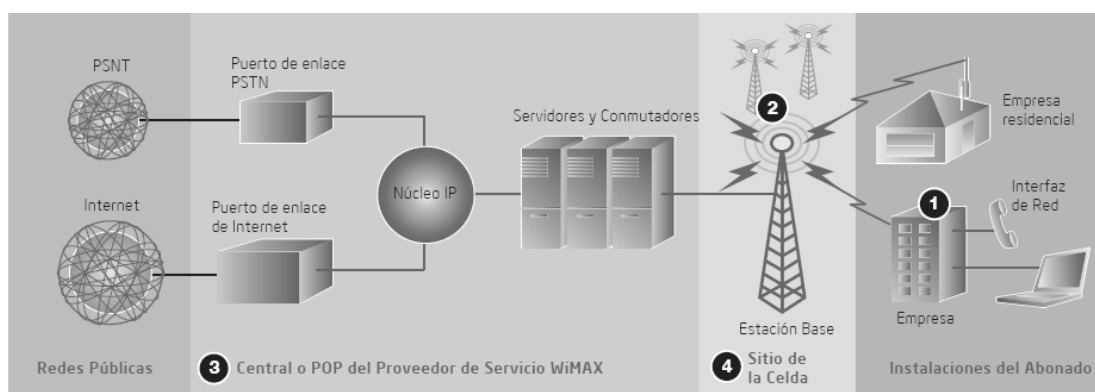 PSNT
Puerto de enlace
PSTN
Internet
Puerto de enlace
de Internet
Núcleo IP
Servidores y Conmutadores
2
Estación Base
Empresa
residencial
1
Interfaz
de Red
Empresa
Redes Públicas
3 Central o POP del Proveedor de Servicio WiMAX
4 Sitio de
la Celda
Instalaciones del Abonado